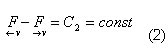 F←ν − F→ν = C₂ = const (2)